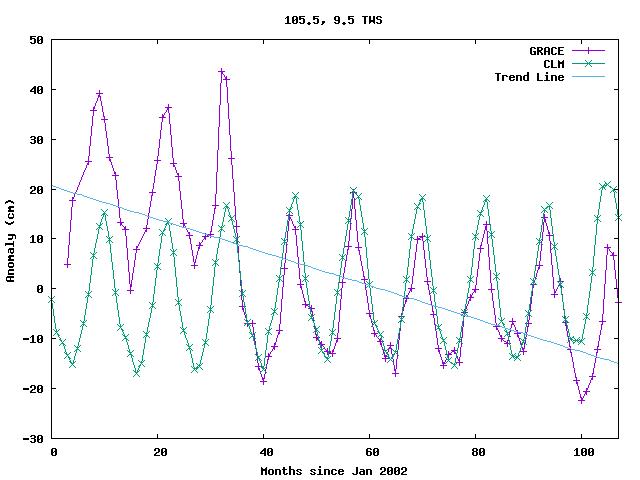 105.5, 9.5 TWS
50
40
30
20
10
0
-10
-20
-30
0 20 40 60 80 100
Anomaly (cm)
Months since Jan 2002
GRACE
CLM
Trend Line